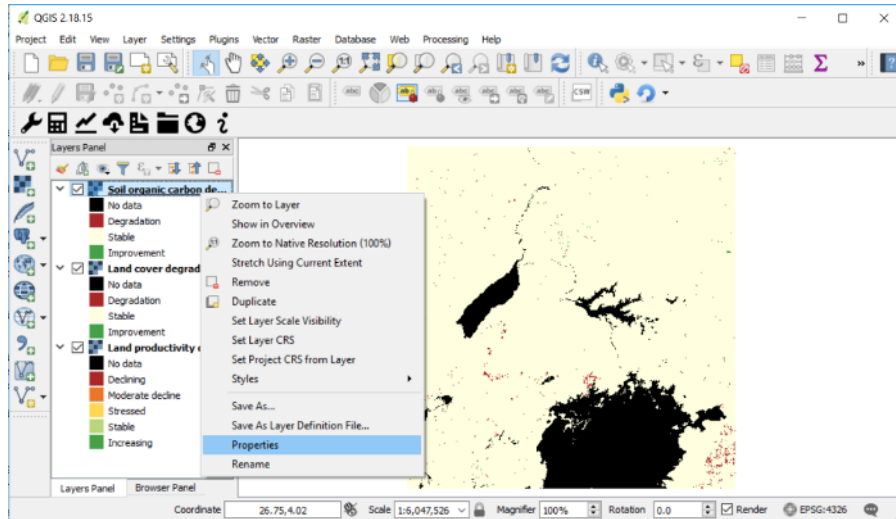 QGIS 2.18.15
Project Edit View Layer Settings Plugins Vector Raster Database Web Processing Help
Layers Panel
Soil organic carbon de...
No data
Degradation
Stable
Improvement
Land cover degrad
No data
Degradation
Stable
Improvement
Land productivity
No data
Declining
Moderate decline
Stressed
Stable
Increasing
Zoom to Layer
Show in Overview
Zoom to Native Resolution (100%)
Stretch Using Current Extent
Remove
Duplicate
Set Layer Scale Visibility
Set Layer CRS
Set Project CRS from Layer
Styles
Save As...
Save As Layer Definition File...
Properties
Rename
Layers Panel Browser Panel
Coordinate 26.75,4.02 Scale 1:6,047,526 Magnifier 100% Rotation 0.0 Render EPSG:4326